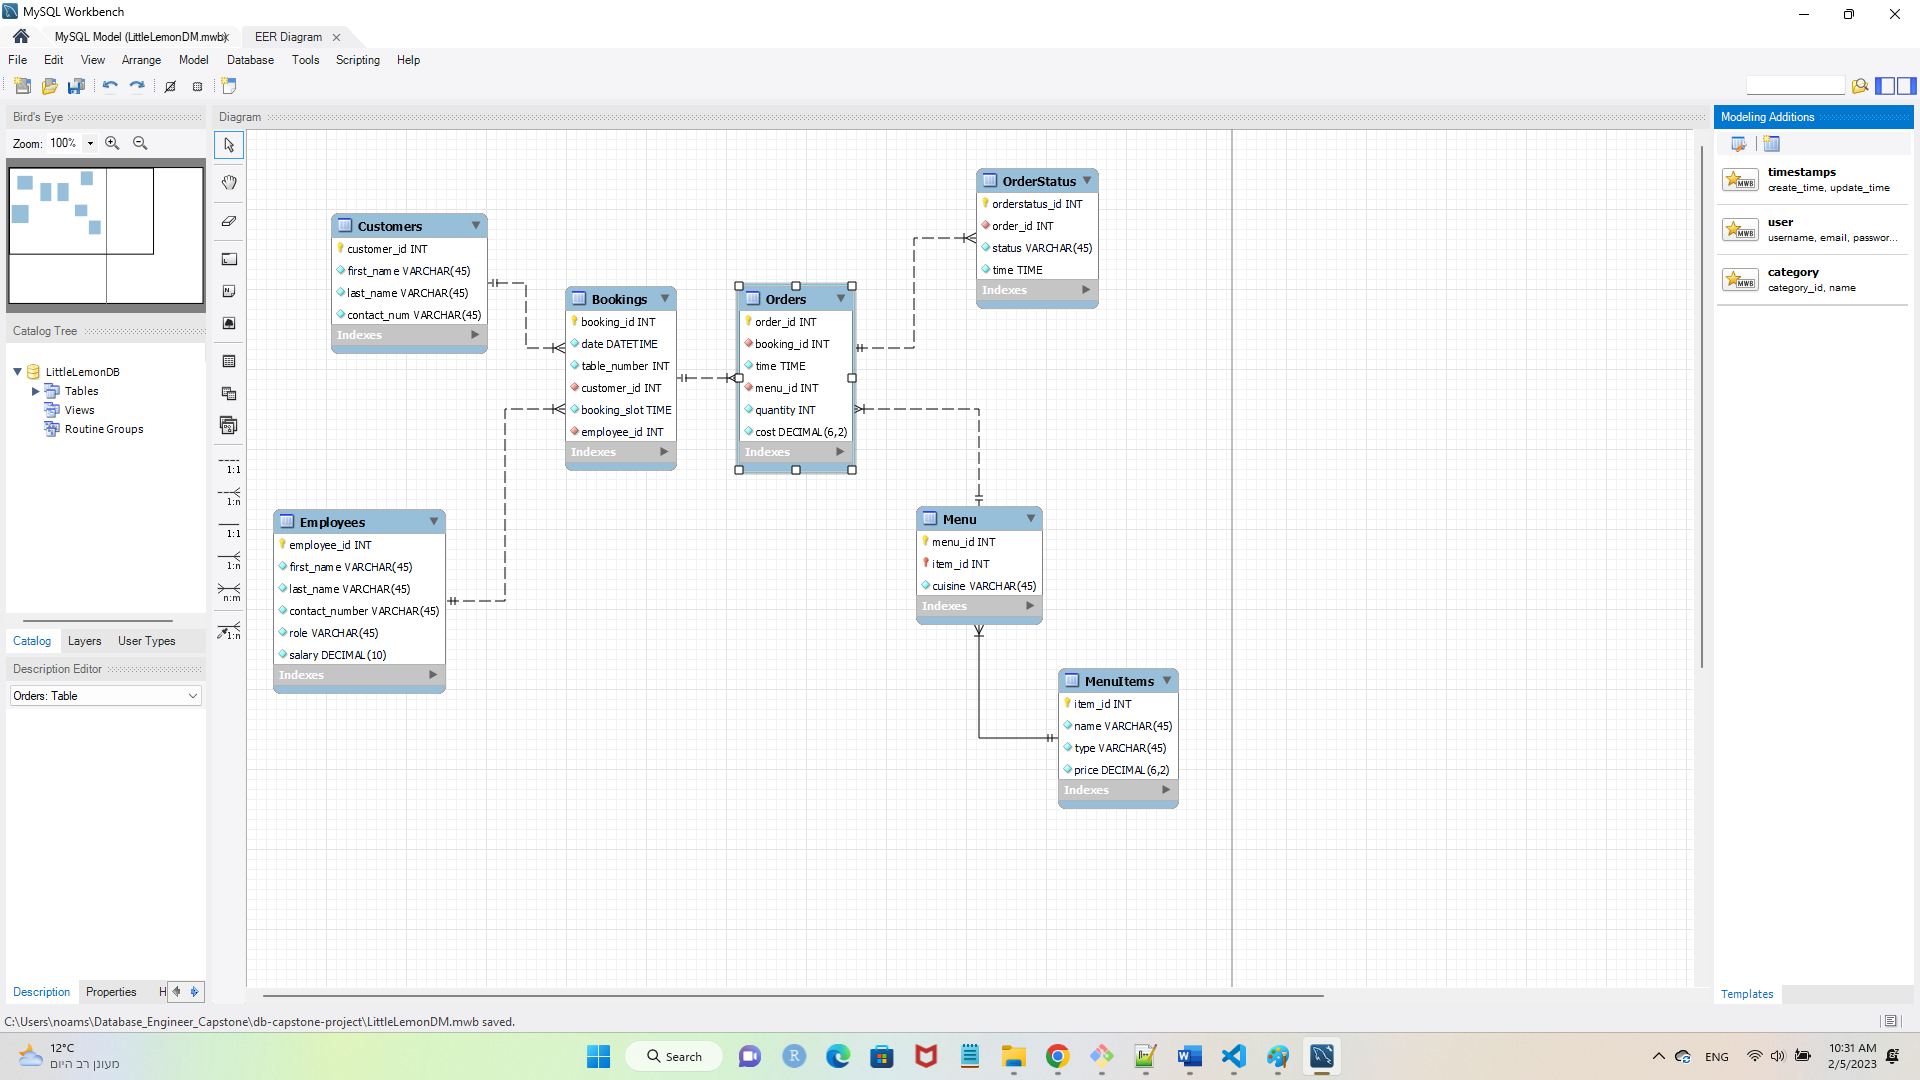 MySQL Workbench
MySQL Model (LittleLemonDM.mwb)
EER Diagram
File Edit View Arrange Model Database Tools Scripting Help
Bird's Eye
Zoom: 100%
Diagram
Modeling Additions
timestamps
create_time, update_time
user
username, email, passwor...
category
category_id, name
Templates
Catalog Tree
LittleLemonDB
Tables
Views
Routine Groups
Catalog Layers User Types
Description Editor
Orders: Table
Description Properties H
1:1
1:n
1:1
1:n
n:m
1:n
Customers
customer_id INT
first_name VARCHAR(45)
last_name VARCHAR(45)
contact_num VARCHAR(45)
Indexes
Bookings
booking_id INT
date DATETIME
table_number INT
customer_id INT
booking_slot TIME
employee_id INT
Indexes
Orders
order_id INT
booking_id INT
time TIME
menu_id INT
quantity INT
cost DECIMAL(6,2)
Indexes
OrderStatus
orderstatus_id INT
order_id INT
status VARCHAR(45)
time TIME
Indexes
Employees
employee_id INT
first_name VARCHAR(45)
last_name VARCHAR(45)
contact_number VARCHAR(45)
role VARCHAR(45)
salary DECIMAL(10)
Indexes
Menu
menu_id INT
item_id INT
cuisine VARCHAR(45)
Indexes
MenuItems
item_id INT
name VARCHAR(45)
type VARCHAR(45)
price DECIMAL(6,2)
Indexes
C:\Users\noams\Database_Engineer_Capstone\db-capstone-project\LittleLemonDM.mwb saved.
12°C
מעונן רב היום
Search
ENG
10:31 AM
2/5/2023